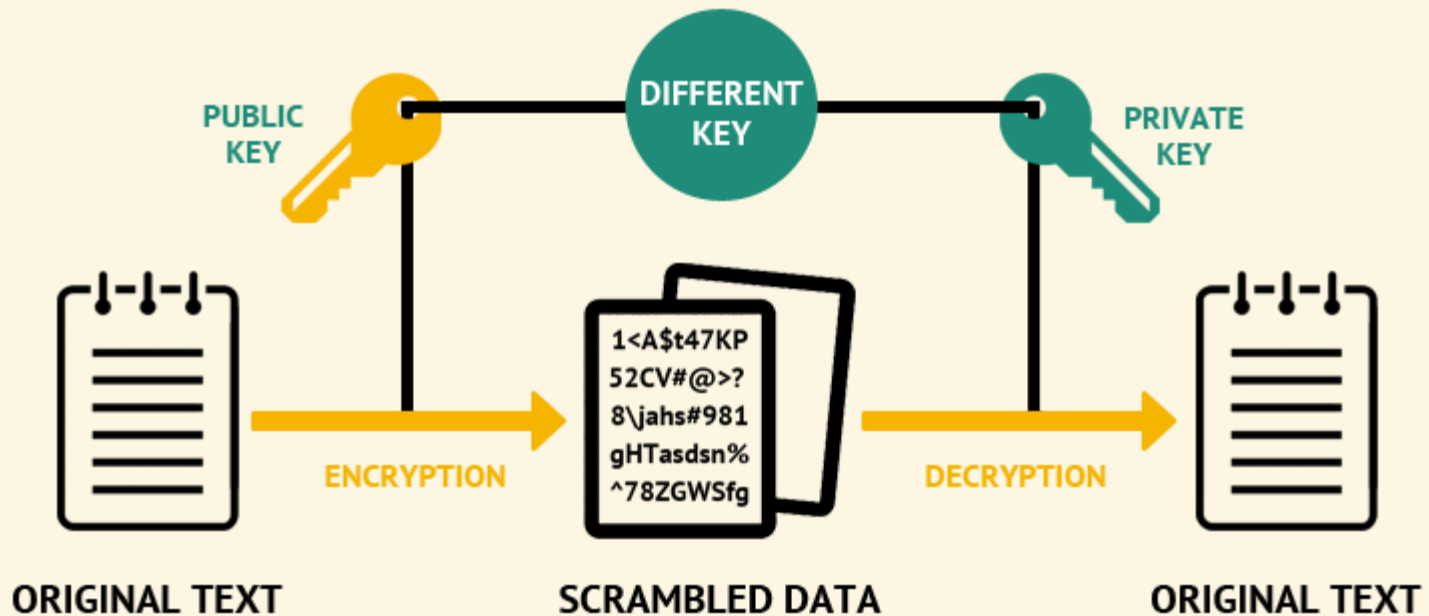 DIFFERENT
KEY
PUBLIC
KEY
PRIVATE
KEY
1<A$t47KP
52CV#@>?
8\jahs#981
gHTasdsn%
^78ZGWSfg
ENCRYPTION
DECRYPTION
ORIGINAL TEXT
SCRAMBLED DATA
ORIGINAL TEXT